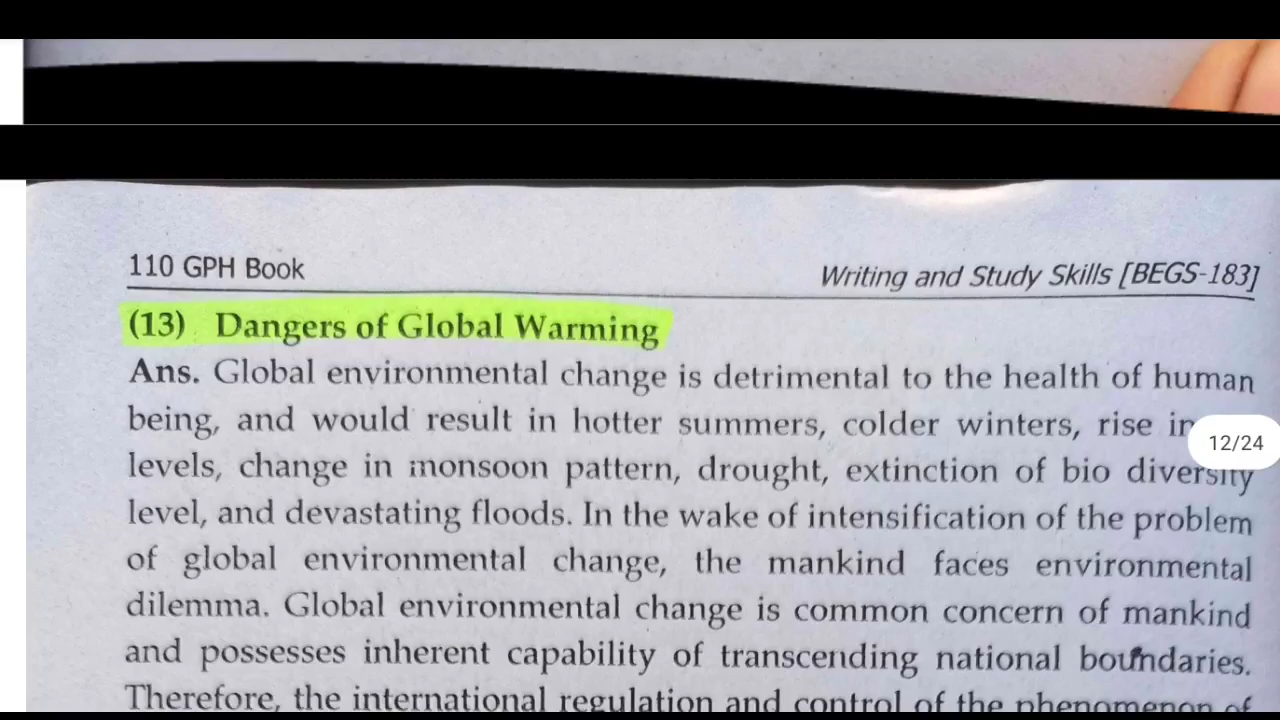 110 GPH Book
Writing and Study Skills [BEGS-183]
(13) Dangers of Global Warming
Ans. Global environmental change is detrimental to the health of human
being, and would result in hotter summers, colder winters, rise in
12/24
levels, change in monsoon pattern, drought, extinction of bio diversity
level, and devastating floods. In the wake of intensification of the problem
of global environmental change, the mankind faces environmental
dilemma. Global environmental change is common concern of mankind
and possesses inherent capability of transcending national boundaries.
Therefore, the international regulation and control of the phenomenon of